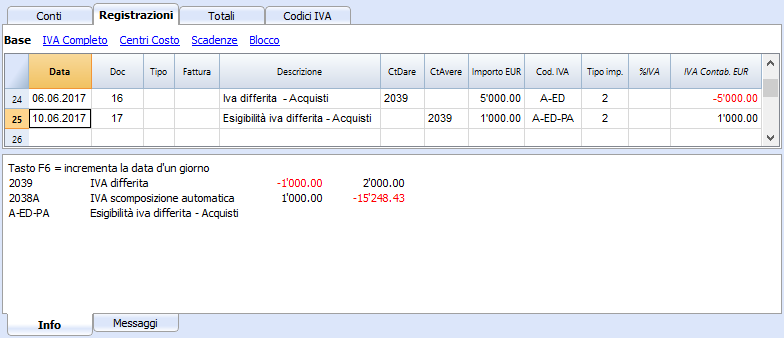 Conti Registrazioni Totali Codici IVA
Base IVA Completo Centri Costo Scadenze Blocco
Data Doc Tipo Fattura Descrizione CtDare CtAvere Importo EUR Cod. IVA Tipo imp. %IVA IVA Contab. EUR
24 06.06.2017 16 Iva differita - Acquisti 2039 5'000.00 A-ED 2 -5'000.00
25 10.06.2017 17 Esigibilità iva differita - Acquisti 2039 1'000.00 A-ED-PA 2 1'000.00
26
Tasto F6 = incrementa la data d'un giorno
2039 IVA differita -1'000.00 2'000.00
2038A IVA scomposizione automatica 1'000.00 -15'248.43
A-ED-PA Esigibilità iva differita - Acquisti
Info Messaggi